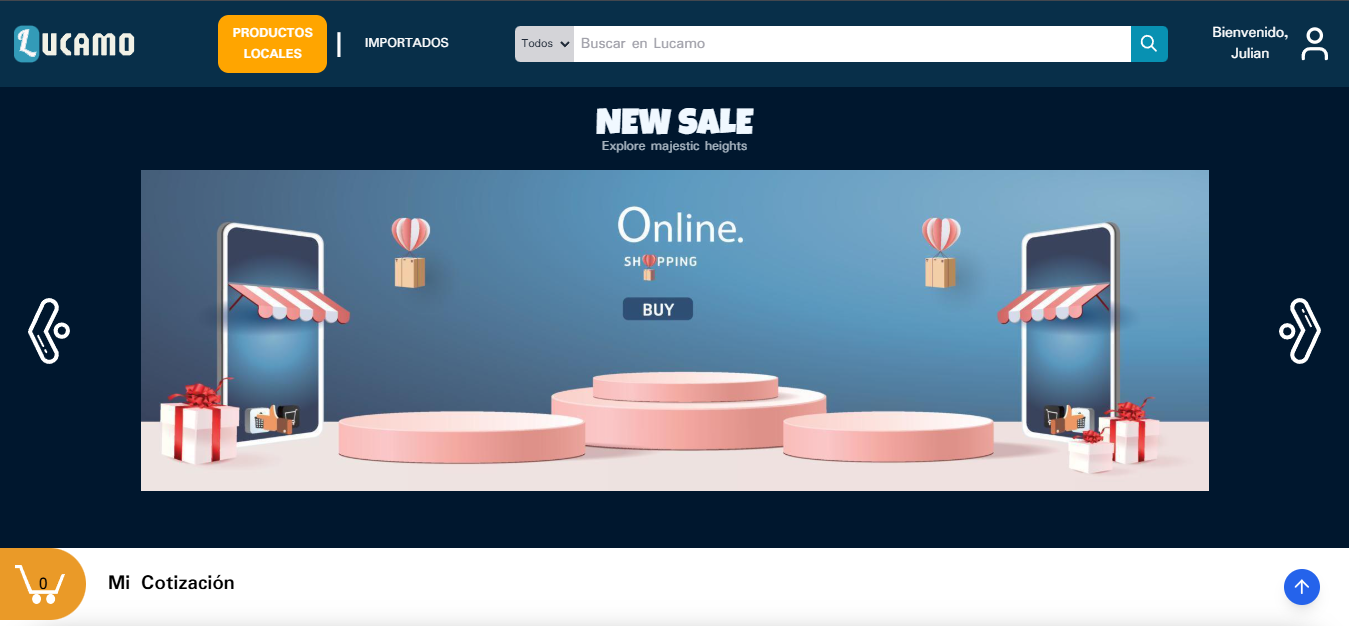 LUCAMO
PRODUCTOS
LOCALES
IMPORTADOS
Todos
Buscar en Lucamo
Bienvenido,
Julian
NEW SALE
Explore majestic heights
Online.
SHOPPING
BUY
0
Mi Cotización